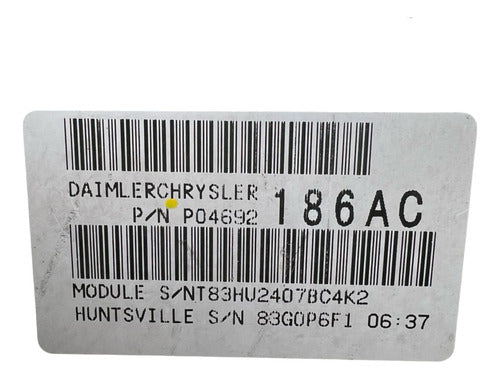 DAIMLERCHRYSLER
P/N P04692 186AC
MODULE S/NT83HU2407BC4K2
HUNTSVILLE S/N 83G0P6F1 06:37